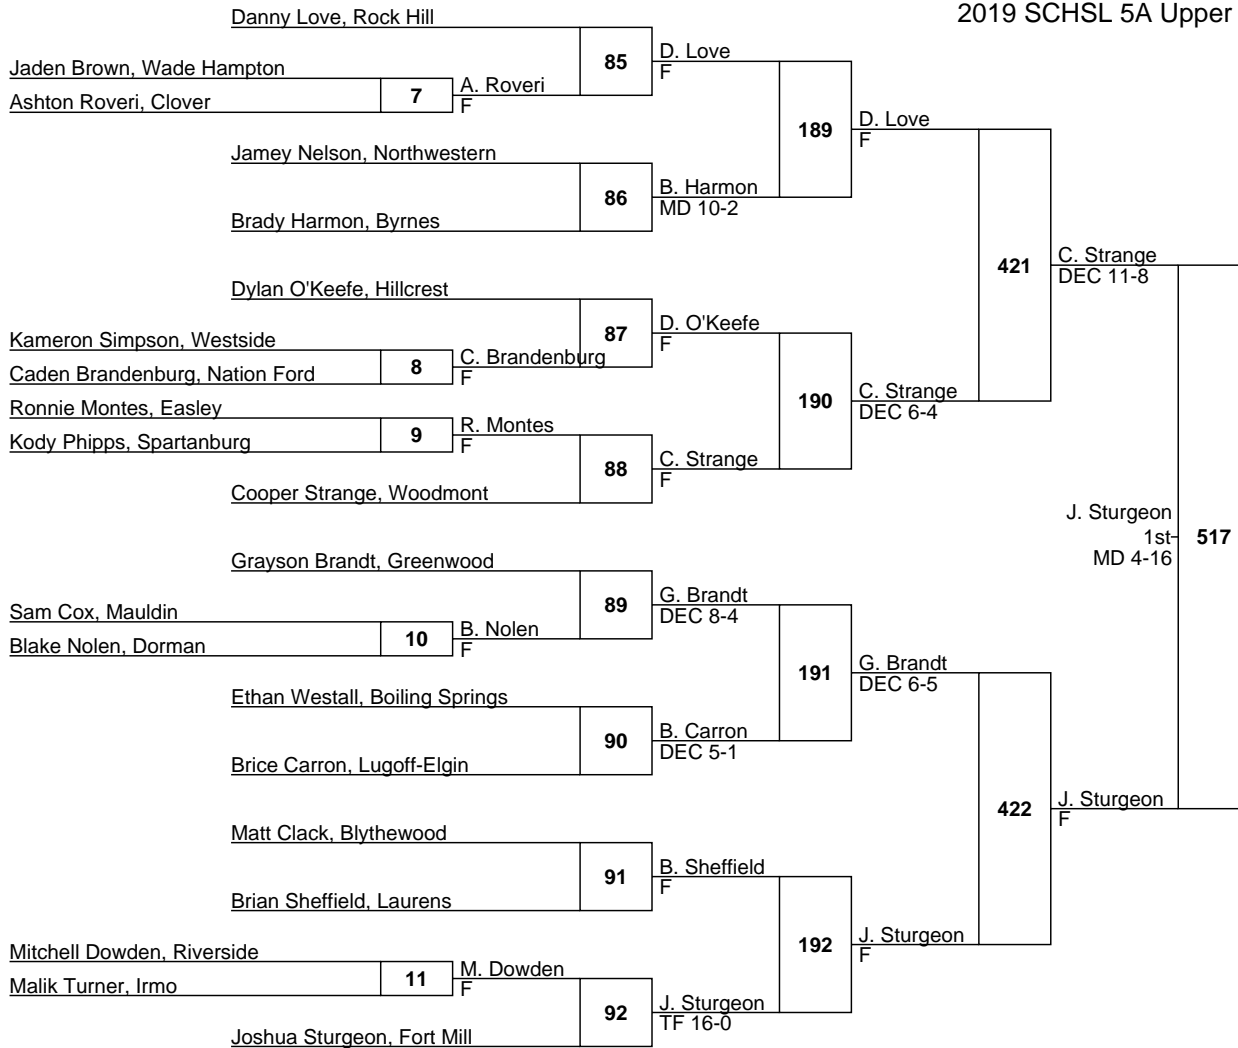 2019 SCHSL 5A Upper
Danny Love, Rock Hill
85
D. Love
F
Jaden Brown, Wade Hampton
7
A. Roveri
F
Ashton Roveri, Clover
189
D. Love
F
Jamey Nelson, Northwestern
86
B. Harmon
MD 10-2
Brady Harmon, Byrnes
421
C. Strange
DEC 11-8
Dylan O'Keefe, Hillcrest
87
D. O'Keefe
F
Kameron Simpson, Westside
8
C. Brandenburg
F
Caden Brandenburg, Nation Ford
190
C. Strange
DEC 6-4
Ronnie Montes, Easley
9
R. Montes
F
Kody Phipps, Spartanburg
88
C. Strange
F
Cooper Strange, Woodmont
J. Sturgeon
1st
MD 4-16
517
Grayson Brandt, Greenwood
89
G. Brandt
DEC 8-4
Sam Cox, Mauldin
10
B. Nolen
F
Blake Nolen, Dorman
191
G. Brandt
DEC 6-5
Ethan Westall, Boiling Springs
90
B. Carron
DEC 5-1
Brice Carron, Lugoff-Elgin
422
J. Sturgeon
F
Matt Clack, Blythewood
91
B. Sheffield
F
Brian Sheffield, Laurens
192
J. Sturgeon
F
Mitchell Dowden, Riverside
11
M. Dowden
F
Malik Turner, Irmo
92
J. Sturgeon
TF 16-0
Joshua Sturgeon, Fort Mill